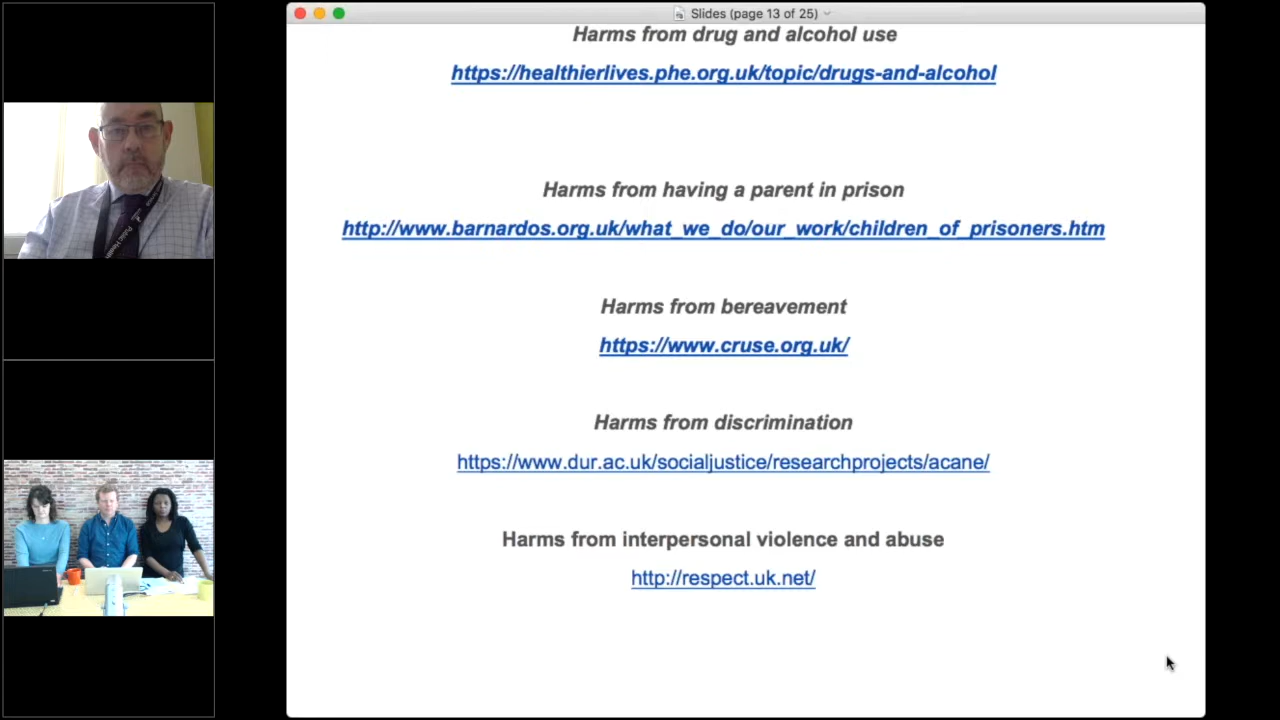 Slides (page 13 of 25)
Harms from drug and alcohol use
https://healthierlives.phe.org.uk/topic/drugs-and-alcohol
Harms from having a parent in prison
http://www.barnardos.org.uk/what_we_do/our_work/children_of_prisoners.htm
Harms from bereavement
https://www.cruse.org.uk/
Harms from discrimination
https://www.dur.ac.uk/socialjustice/researchprojects/acane/
Harms from interpersonal violence and abuse
http://respect.uk.net/
Public Health